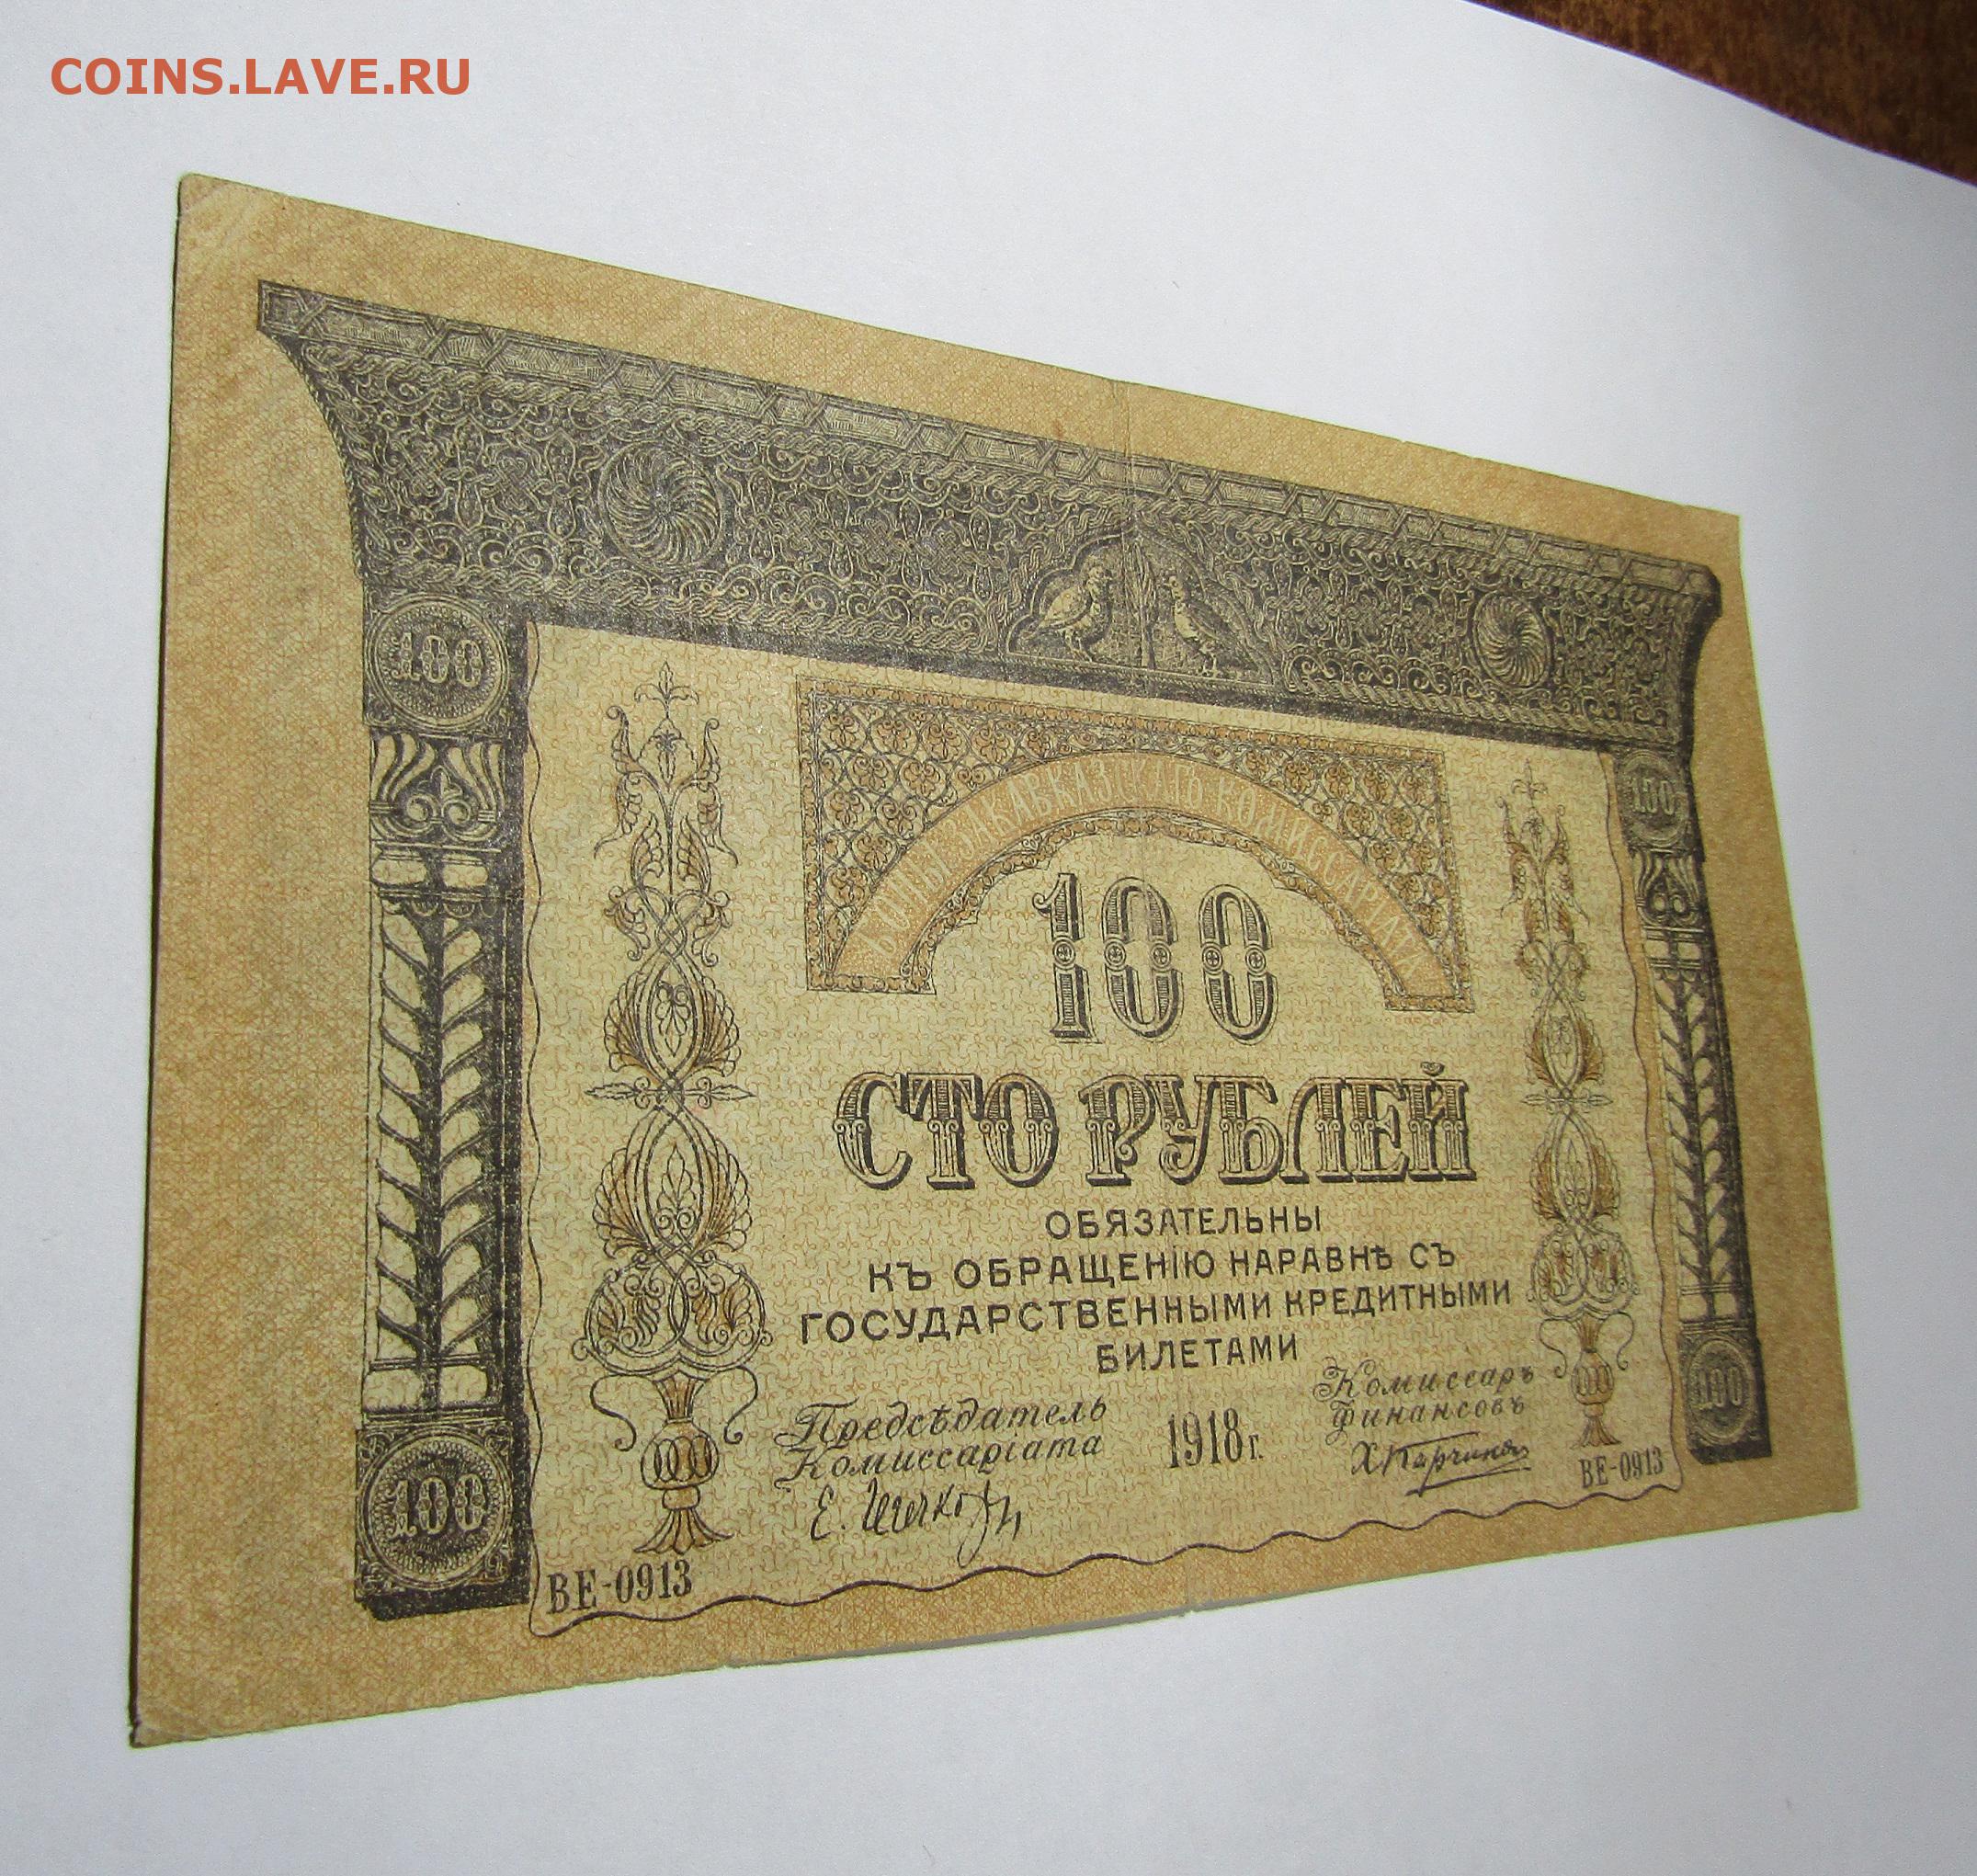 COINS.LAVE.RU
100
100
БОНЫ ЗАКАВКАЗСКАГѠ КОМИССАРІАТА
100
СТО РУБЛЕЙ
ОБЯЗАТЕЛЬНЫ
КЪ ОБРАЩЕНІЮ НАРАВНѢ СЪ
ГОСУДАРСТВЕННЫМИ КРЕДИТНЫМИ
БИЛЕТАМИ
Предсѣдатель
Комиссаріата
1918 г.
Комиссаръ
Финансовъ
100
100
ВЕ-0913
ВЕ-0913